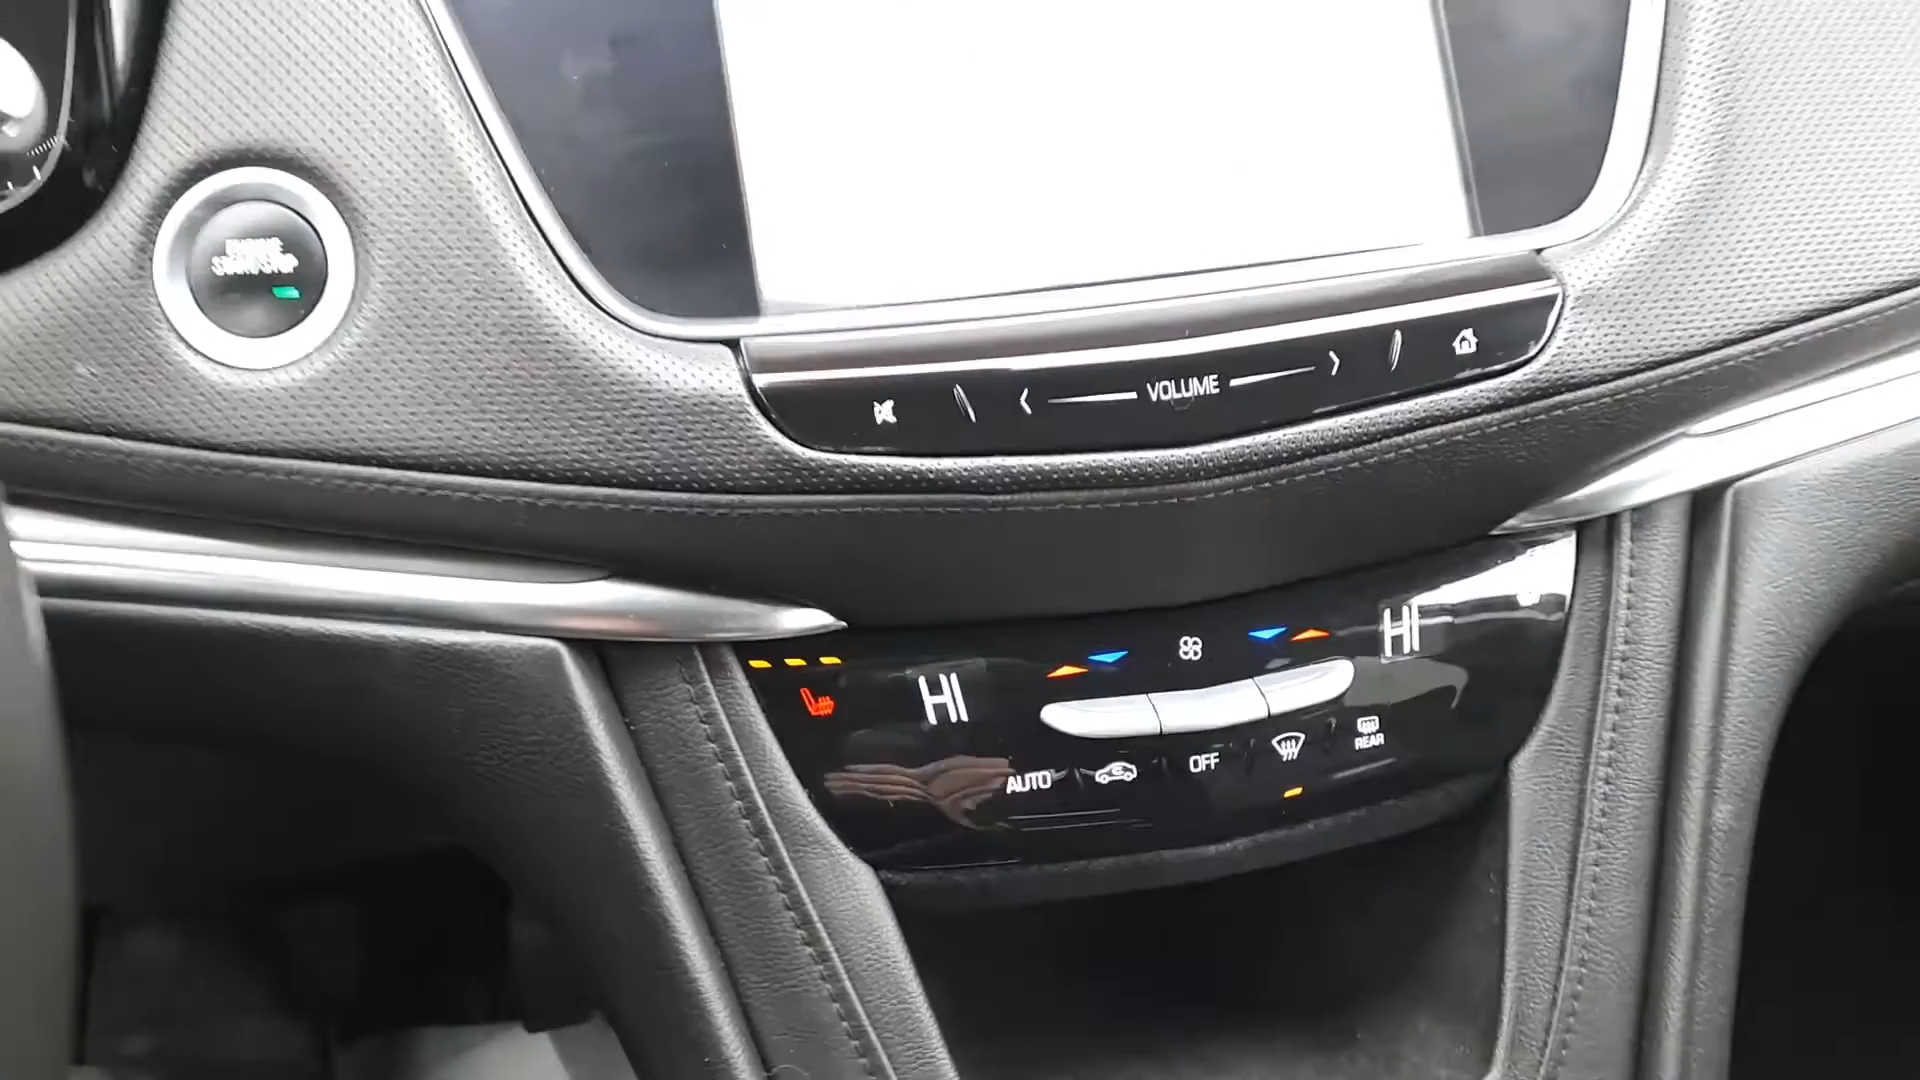 ENGINE
START/STOP
VOLUME
HI
HI
AUTO
OFF
REAR